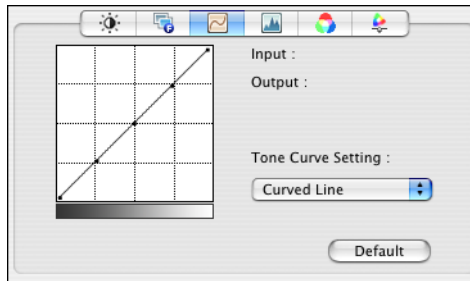 Input :
Output :
Tone Curve Setting :
Curved Line
Default